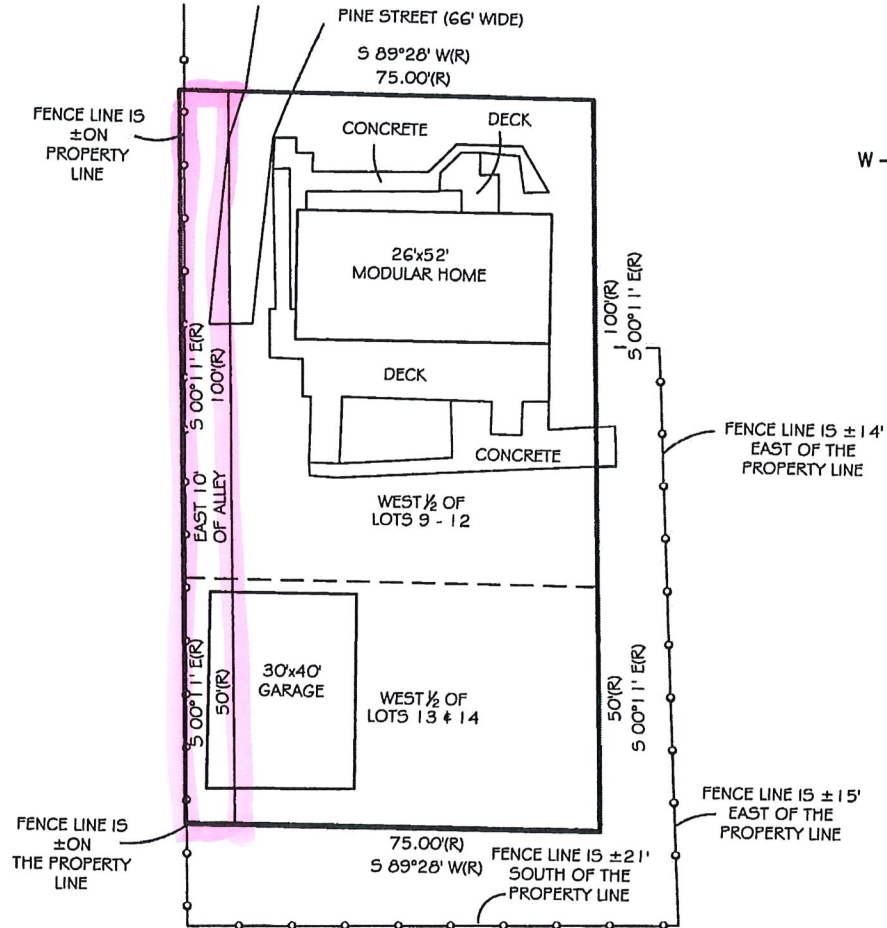 PINE STREET (66' WIDE)
S 89°28' W(R)
75.00'(R)
FENCE LINE IS
±ON
PROPERTY
LINE
CONCRETE
DECK
W -
26'x52'
MODULAR HOME
100'(R)
S 00°11' E(R)
S 00°11' E(R)
100'(R)
DECK
FENCE LINE IS ±14'
EAST OF THE
PROPERTY LINE
CONCRETE
EAST 10'
OF ALLEY
WEST ½ OF
LOTS 9 - 12
S 00°11' E(R)
50'(R)
30'x40'
GARAGE
WEST ½ OF
LOTS 13 & 14
50'(R)
S 00°11' E(R)
FENCE LINE IS ±15'
EAST OF THE
PROPERTY LINE
FENCE LINE IS
±ON
THE PROPERTY
LINE
75.00'(R)
S 89°28' W(R)
FENCE LINE IS ±21'
SOUTH OF THE
PROPERTY LINE